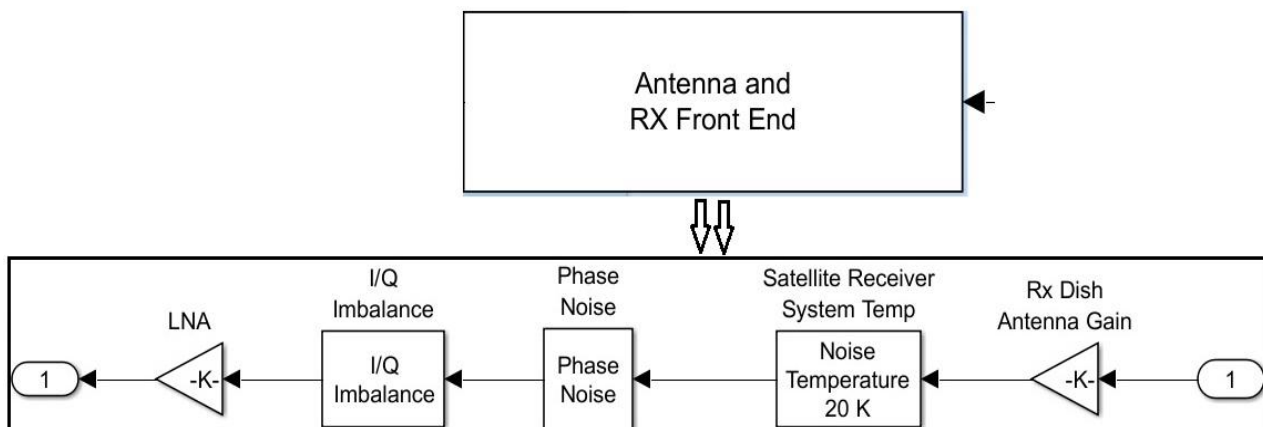 Antenna and
RX Front End
I/Q
Imbalance
Phase
Noise
Satellite Receiver
System Temp
Rx Dish
Antenna Gain
LNA
1
-K-
I/Q
Imbalance
Phase
Noise
Noise
Temperature
20 K
-K-
1